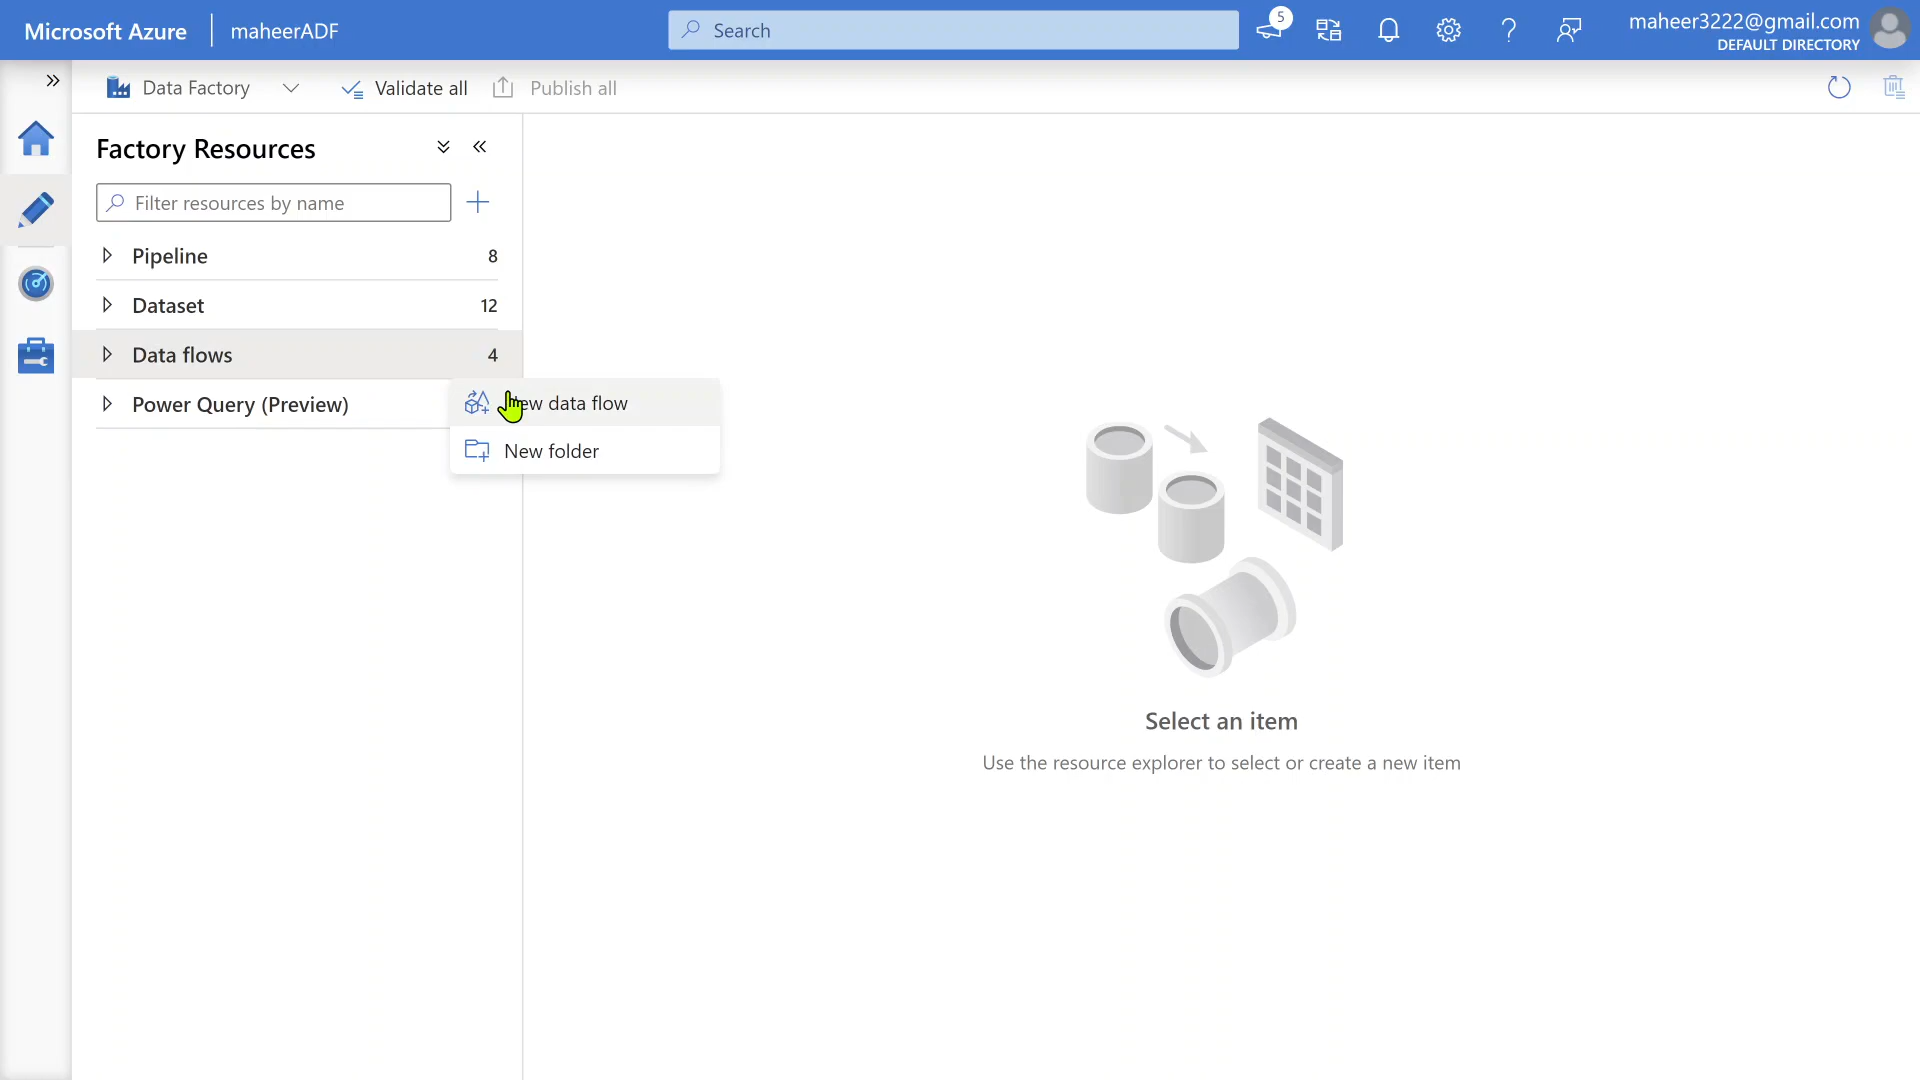 Microsoft Azure
maheerADF
Search
5
maheer3222@gmail.com
DEFAULT DIRECTORY
Data Factory
Validate all
Publish all
Factory Resources
Filter resources by name
Pipeline 8
Dataset 12
Data flows 4
Power Query (Preview)
data flow
New folder
Select an item
Use the resource explorer to select or create a new item